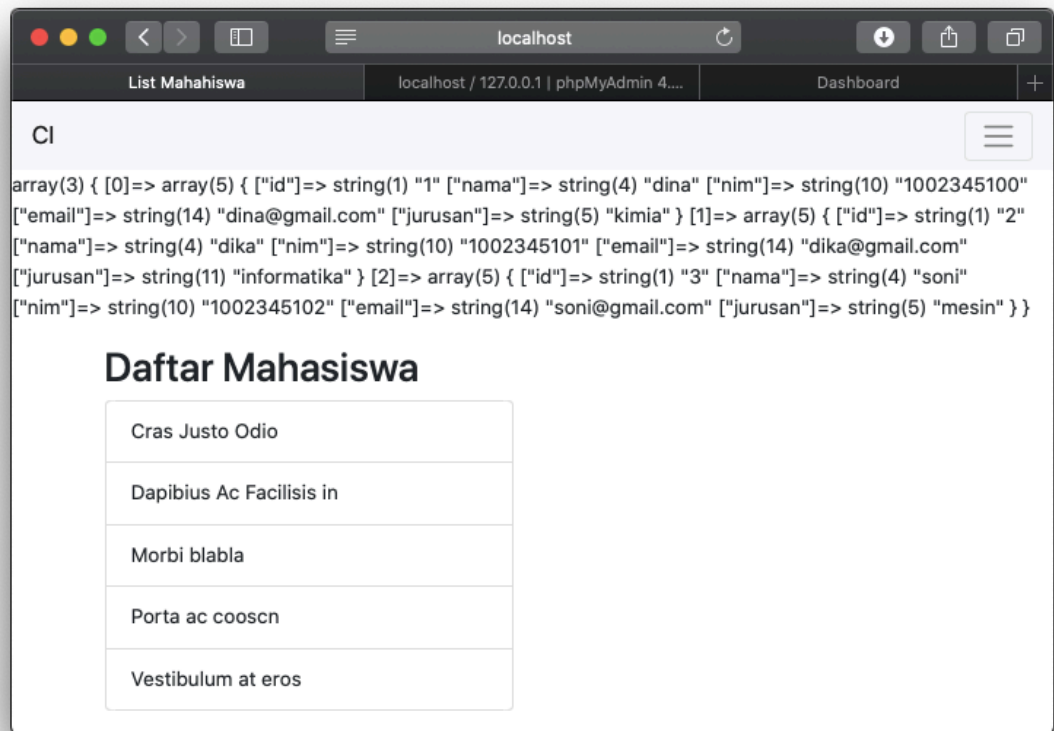 localhost
List Mahahiswa
localhost / 127.0.0.1 | phpMyAdmin 4....
Dashboard
CI
array(3) { [0]=> array(5) { ["id"]=> string(1) "1" ["nama"]=> string(4) "dina" ["nim"]=> string(10) "1002345100"
["email"]=> string(14) "dina@gmail.com" ["jurusan"]=> string(5) "kimia" } [1]=> array(5) { ["id"]=> string(1) "2"
["nama"]=> string(4) "dika" ["nim"]=> string(10) "1002345101" ["email"]=> string(14) "dika@gmail.com"
["jurusan"]=> string(11) "informatika" } [2]=> array(5) { ["id"]=> string(1) "3" ["nama"]=> string(4) "soni"
["nim"]=> string(10) "1002345102" ["email"]=> string(14) "soni@gmail.com" ["jurusan"]=> string(5) "mesin" } }
Daftar Mahasiswa
Cras Justo Odio
Dapibius Ac Facilisis in
Morbi blabla
Porta ac cooscn
Vestibulum at eros